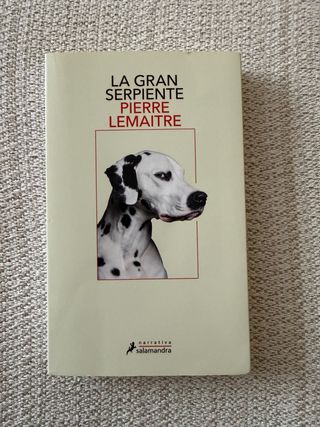 LA GRAN
SERPIENTE
PIERRE
LEMAITRE
narrativa
salamandra